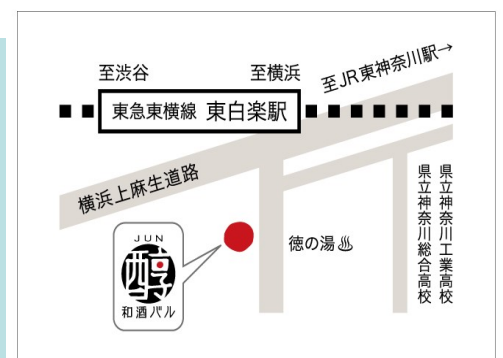 至渋谷
至横浜
至JR東神奈川駅→
東急東横線 東白楽駅
横浜上麻生道路
県立神奈川工業高校
県立神奈川総合高校
徳の湯♨
JUN
醇
和酒バル